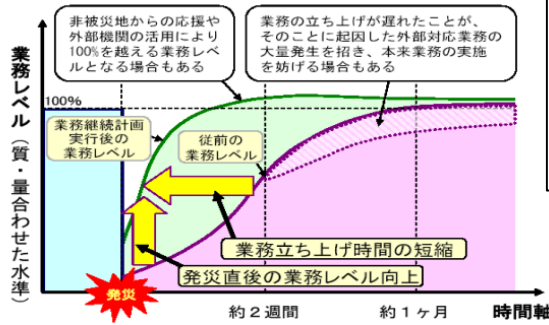 非被災地からの応援や
外部機関の活用により
100%を越える業務レベ
ルとなる場合もある
業務の立ち上げが遅れたことが、
そのことに起因した外部対応業務の
大量発生を招き、本来業務の実施
を妨げる場合もある
業務レベル（質・量合わせた水準）
100%
業務継続計画
実行後の
業務レベル
従前の
業務レベル
業務立ち上げ時間の短縮
発災直後の業務レベル向上
発災
約２週間
約１ヶ月
時間軸